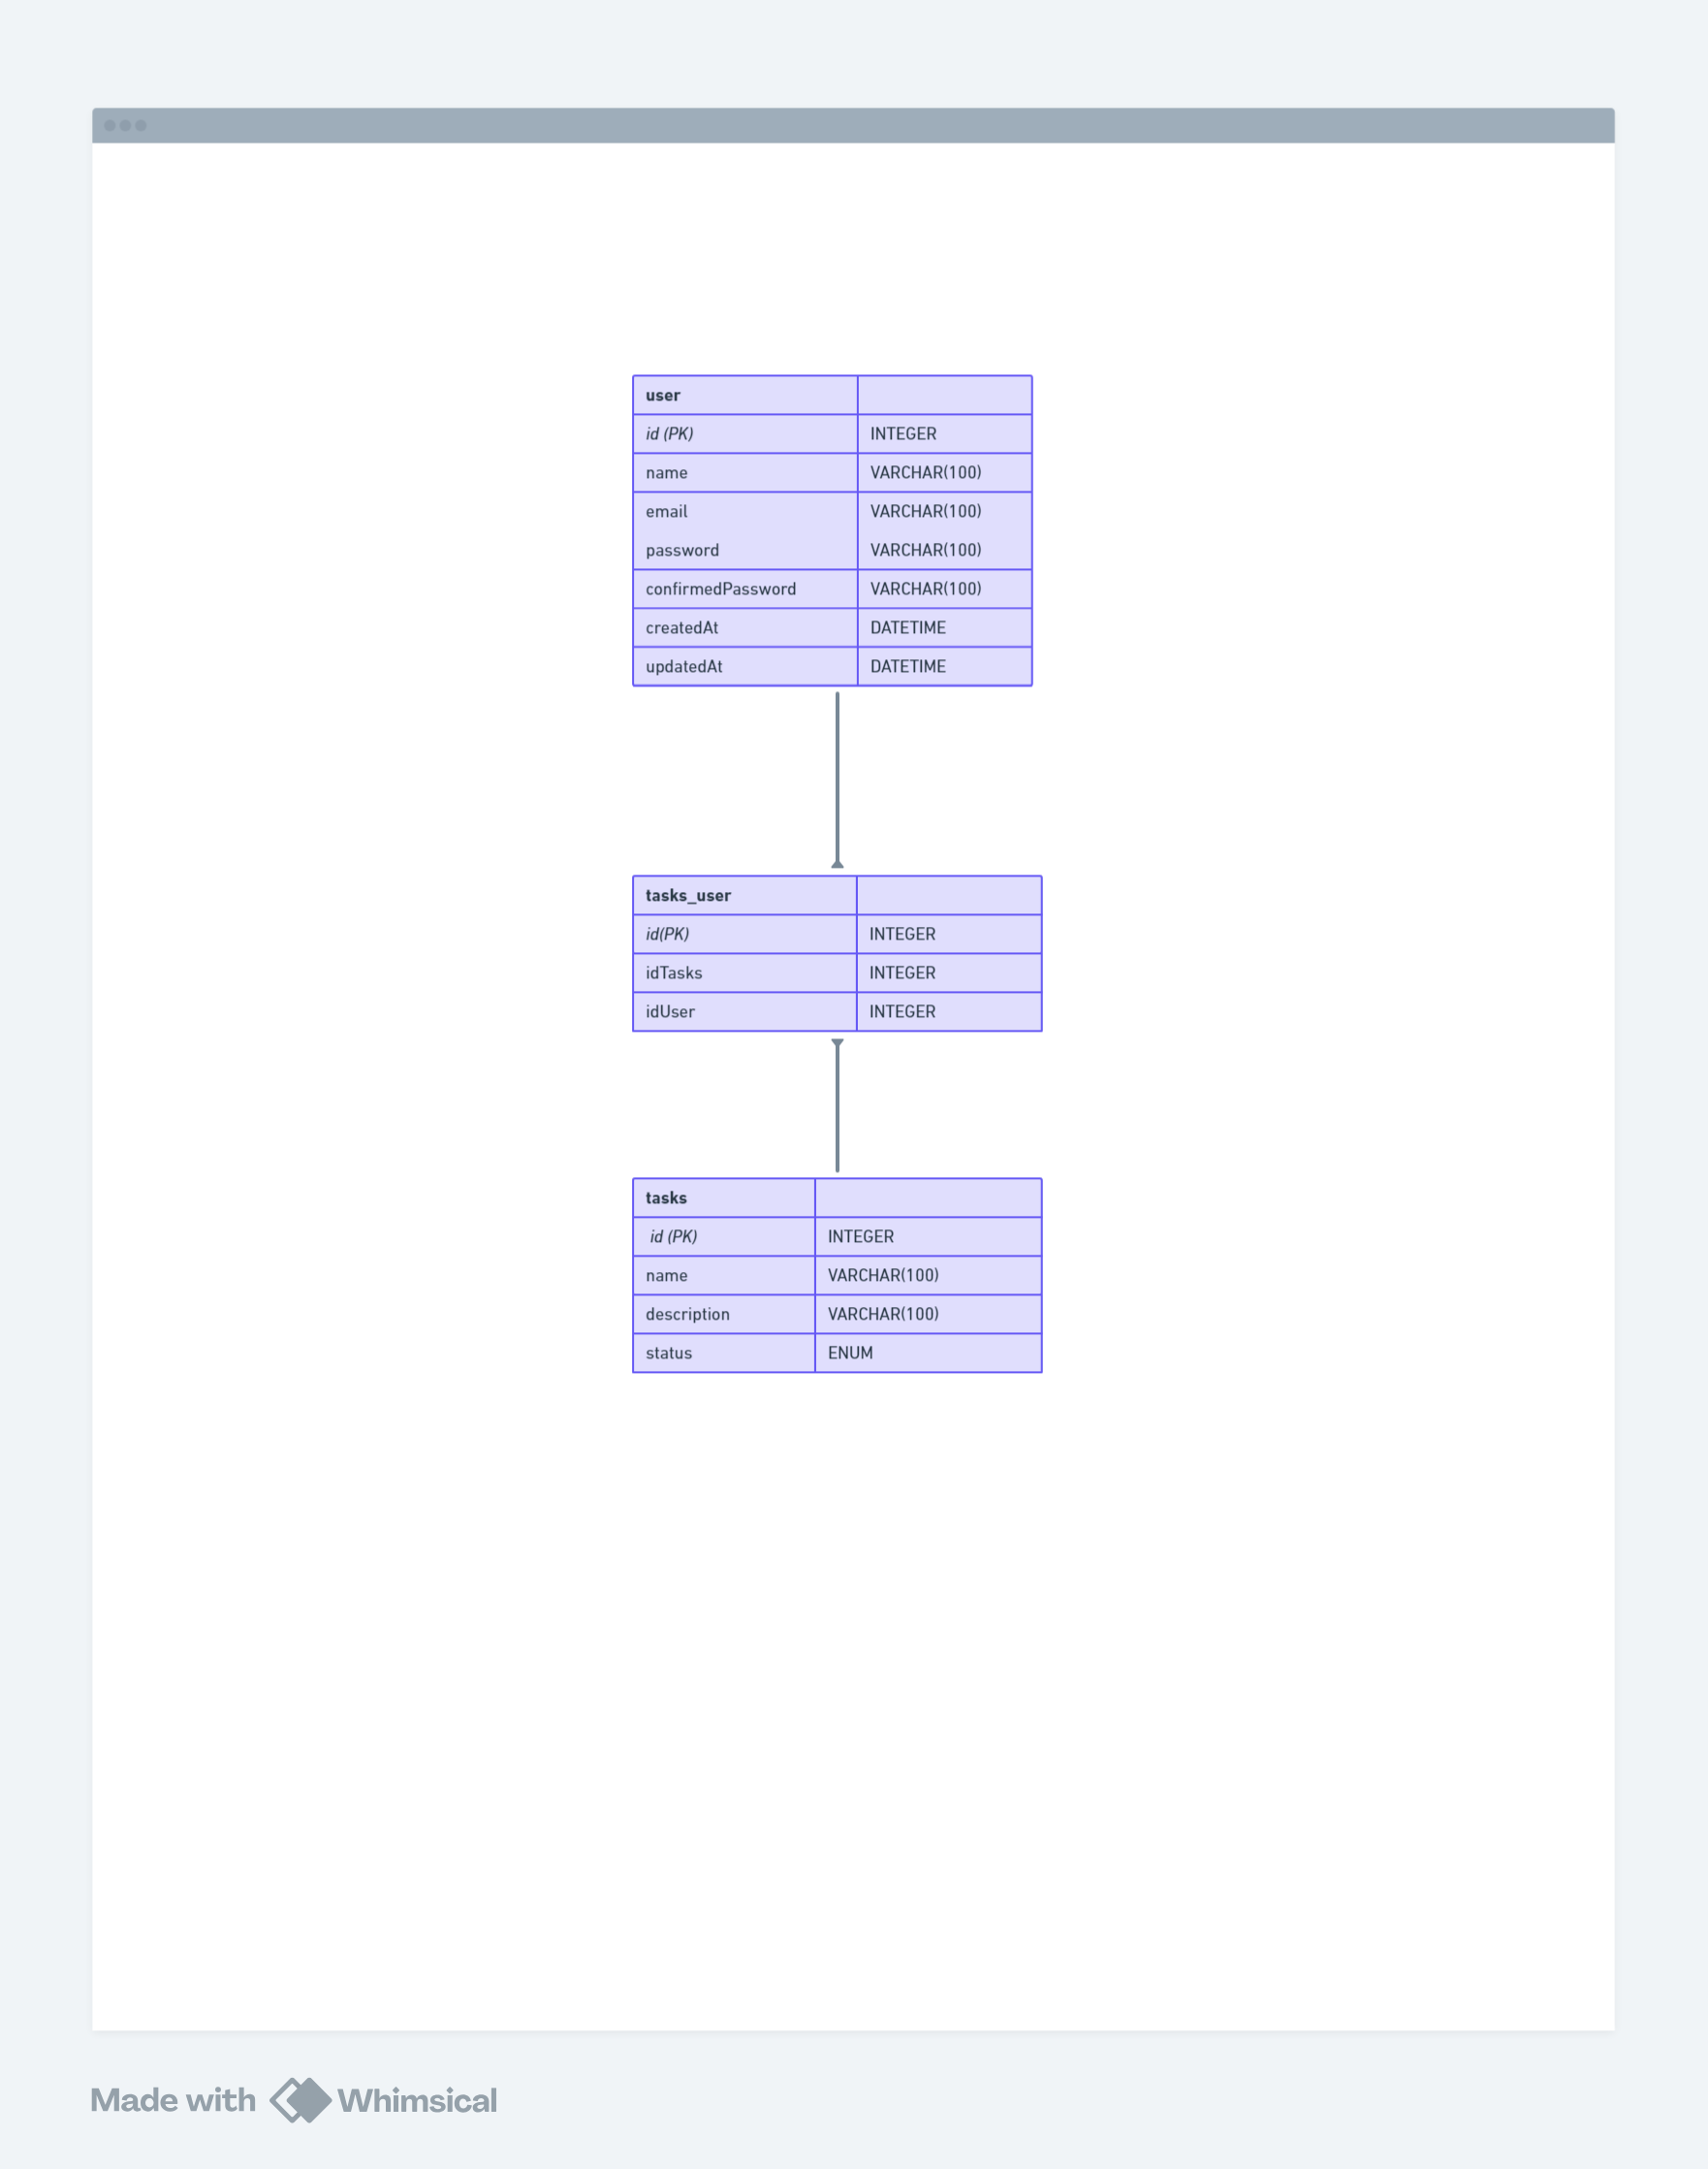 user
id (PK) INTEGER
name VARCHAR(100)
email VARCHAR(100)
password VARCHAR(100)
confirmedPassword VARCHAR(100)
createdAt DATETIME
updatedAt DATETIME
tasks_user
id(PK) INTEGER
idTasks INTEGER
idUser INTEGER
tasks
id (PK) INTEGER
name VARCHAR(100)
description VARCHAR(100)
status ENUM
Made with Whimsical